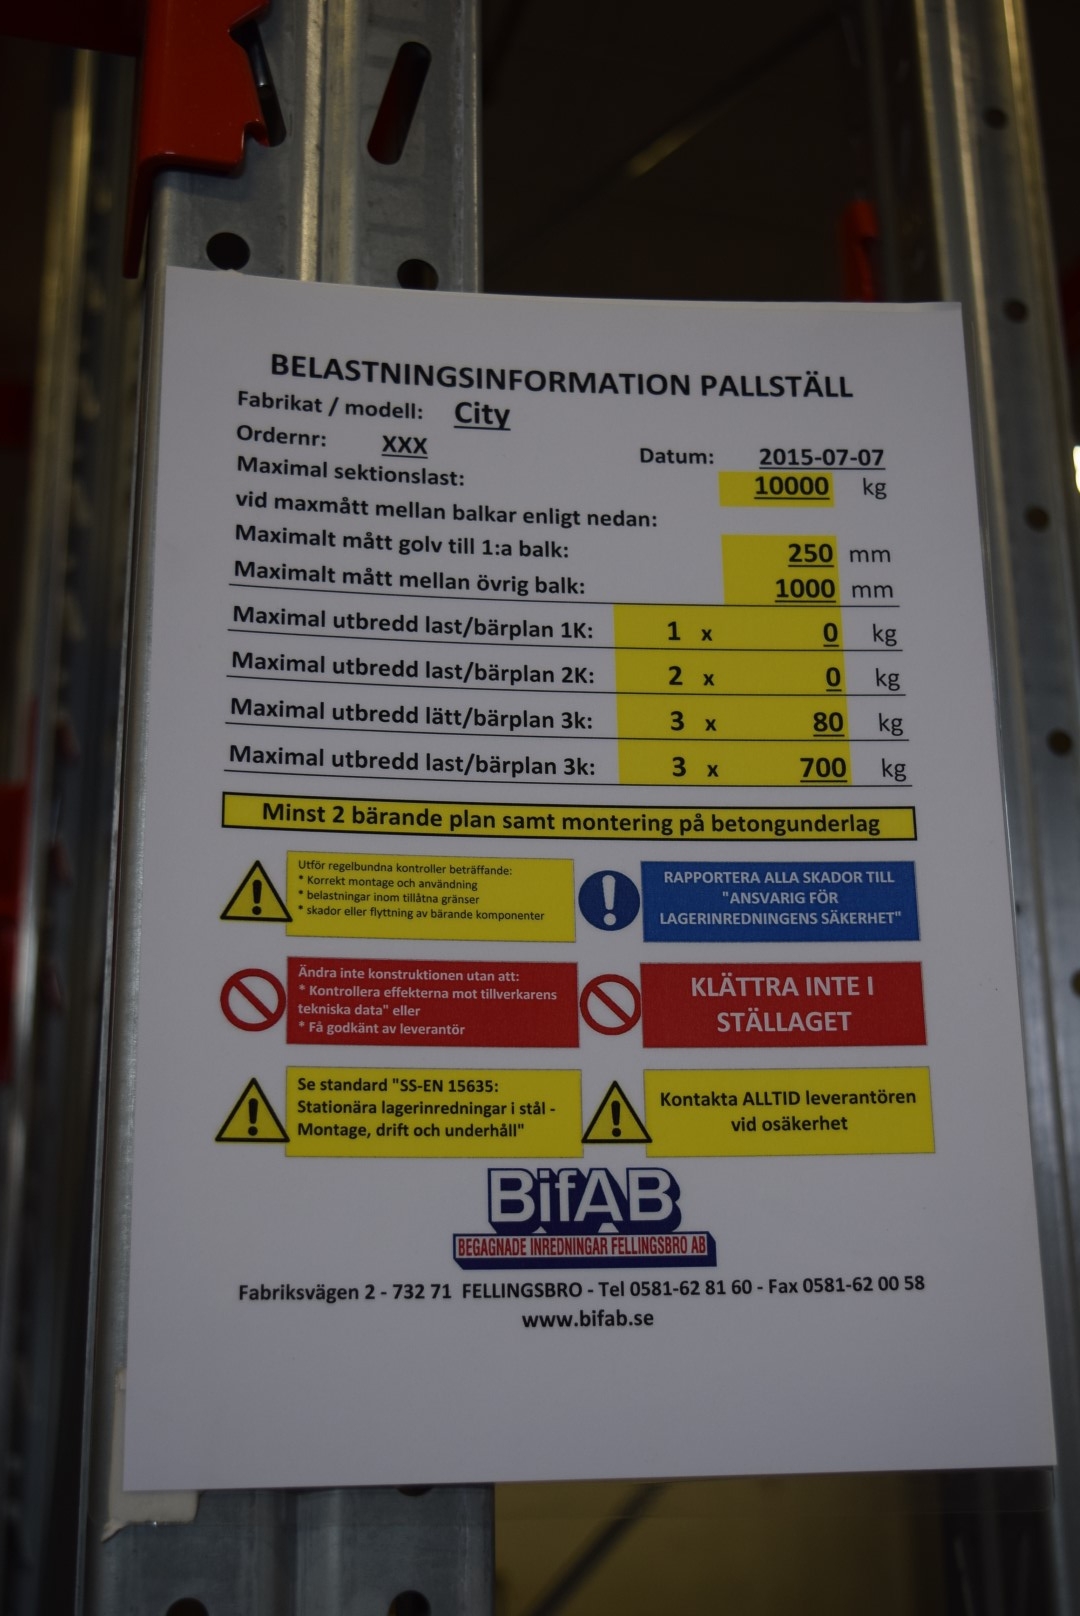 BELASTNINGSINFORMATION PALLSTÄLL
Fabrikat / modell: City
Ordernr: XXX
Datum: 2015-07-07
Maximal sektionslast: 10000 kg
vid maxmått mellan balkar enligt nedan:
Maximalt mått golv till 1:a balk: 250 mm
Maximalt mått mellan övrig balk: 1000 mm
Maximal utbredd last/bärplan 1K: 1 x 0 kg
Maximal utbredd last/bärplan 2K: 2 x 0 kg
Maximal utbredd lätt/bärplan 3k: 3 x 80 kg
Maximal utbredd last/bärplan 3k: 3 x 700 kg
Minst 2 bärande plan samt montering på betongunderlag
Utför regelbundna kontroller beträffande:
* Korrekt montage och användning
* belastningar inom tillåtna gränser
* skador eller flyttning av bärande komponenter
RAPPORTERA ALLA SKADOR TILL
"ANSVARIG FÖR
LAGERINREDNINGENS SÄKERHET"
Ändra inte konstruktionen utan att:
* Kontrollera effekterna mot tillverkarens
tekniska data" eller
* Få godkänt av leverantör
KLÄTTRA INTE I
STÄLLAGET
Se standard "SS-EN 15635:
Stationära lagerinredningar i stål -
Montage, drift och underhåll"
Kontakta ALLTID leverantören
vid osäkerhet
BifAB
BEGAGNADE INREDNINGAR FELLINGSBRO AB
Fabriksvägen 2 - 732 71 FELLINGSBRO - Tel 0581-62 81 60 - Fax 0581-62 00 58
www.bifab.se